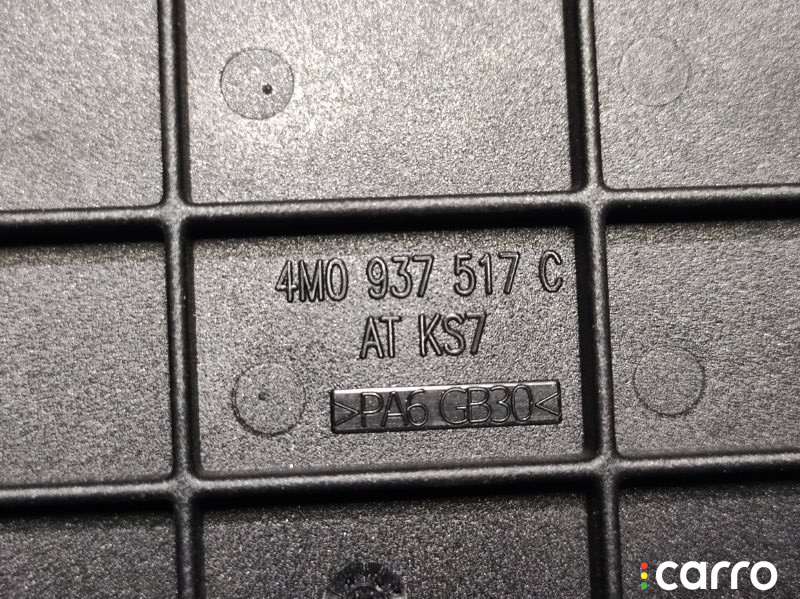 4M0 937 517 C
AT KS7
>PA6 GB30<
carro